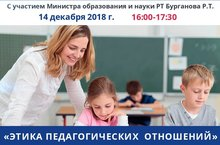 С участием Министра образования и науки РТ Бурганова Р.Т.
14 декабря 2018 г. 16:00-17:30
«ЭТИКА ПЕДАГОГИЧЕСКИХ ОТНОШЕНИЙ»